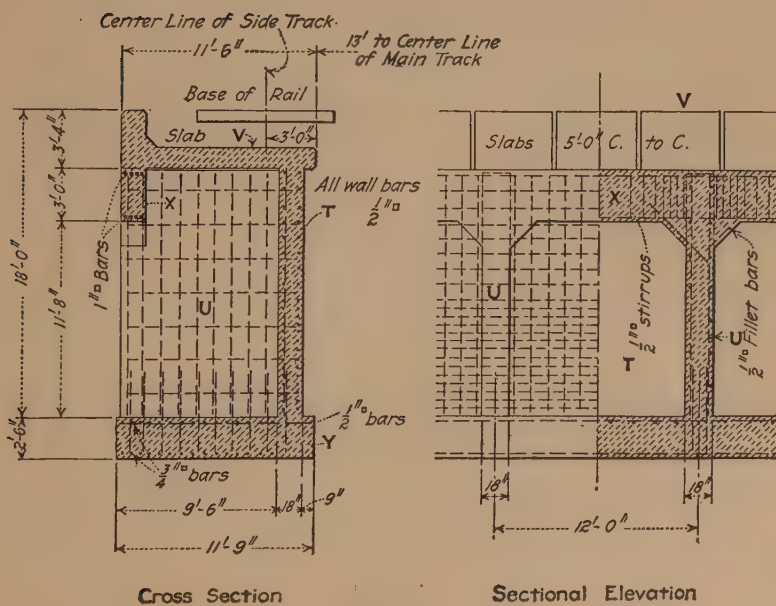 Center Line of Side Track.
11'-6"
13' to Center Line
of Main Track
Base of Rail
Slab
V
3'-0"
V
Slabs 5'-0" C. to C.
3'-4"
3'-0"
18'-0"
11'-8"
2'-6"
1"▫ Bars
X
All wall bars
1/2"▫
T
U
1/2"▫ bars
Y
3/4"▫ bars
9'-6"
18"
9"
11'-9"
X
U
T
1/2"▫ stirrups
U
1/2"▫ Fillet bars
18"
18"
12'-0"
Cross Section
Sectional Elevation